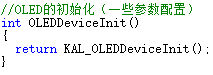 //OLED的初始化（一些参数配置）
int OLEDDeviceInit()
{
  return KAL_OLEDDeviceInit();